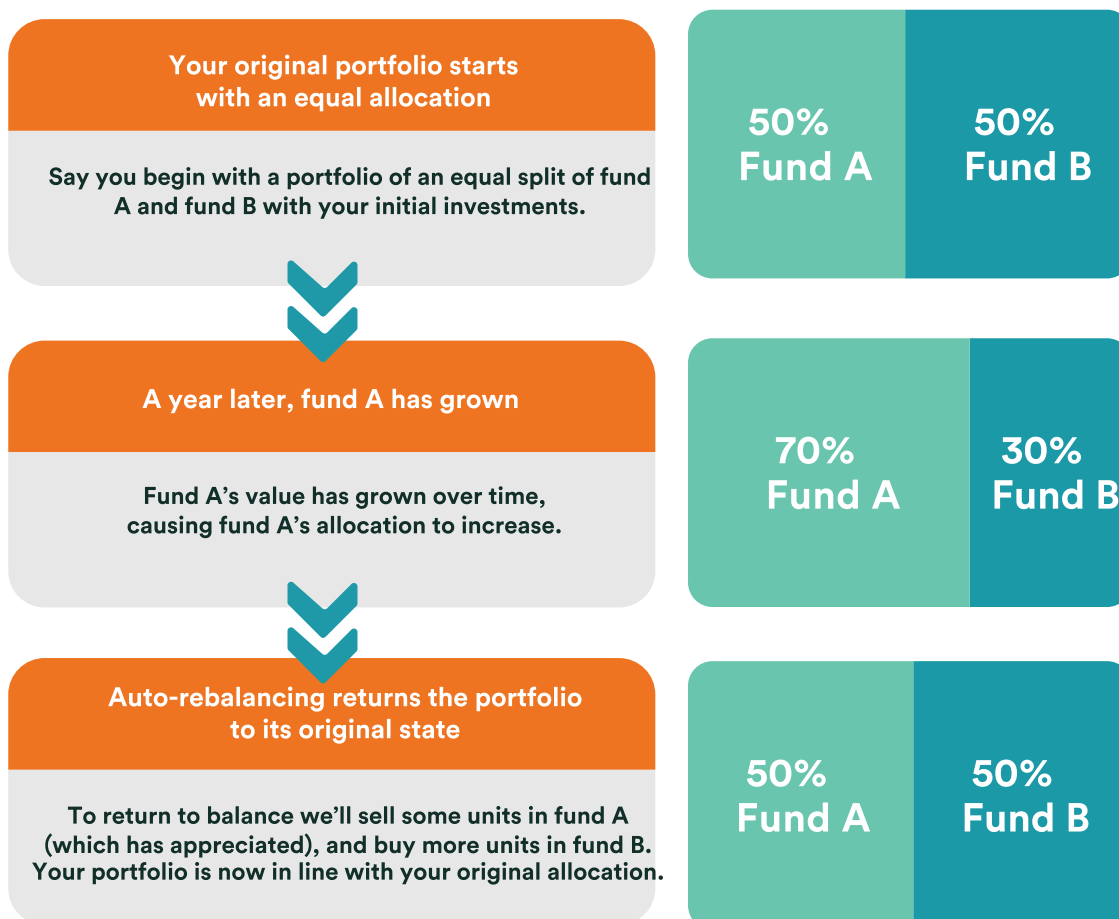 Your original portfolio starts
with an equal allocation
Say you begin with a portfolio of an equal split of fund
A and fund B with your initial investments.
50%
Fund A
50%
Fund B
A year later, fund A has grown
Fund A’s value has grown over time,
causing fund A’s allocation to increase.
70%
Fund A
30%
Fund B
Auto-rebalancing returns the portfolio
to its original state
To return to balance we’ll sell some units in fund A
(which has appreciated), and buy more units in fund B.
Your portfolio is now in line with your original allocation.
50%
Fund A
50%
Fund B